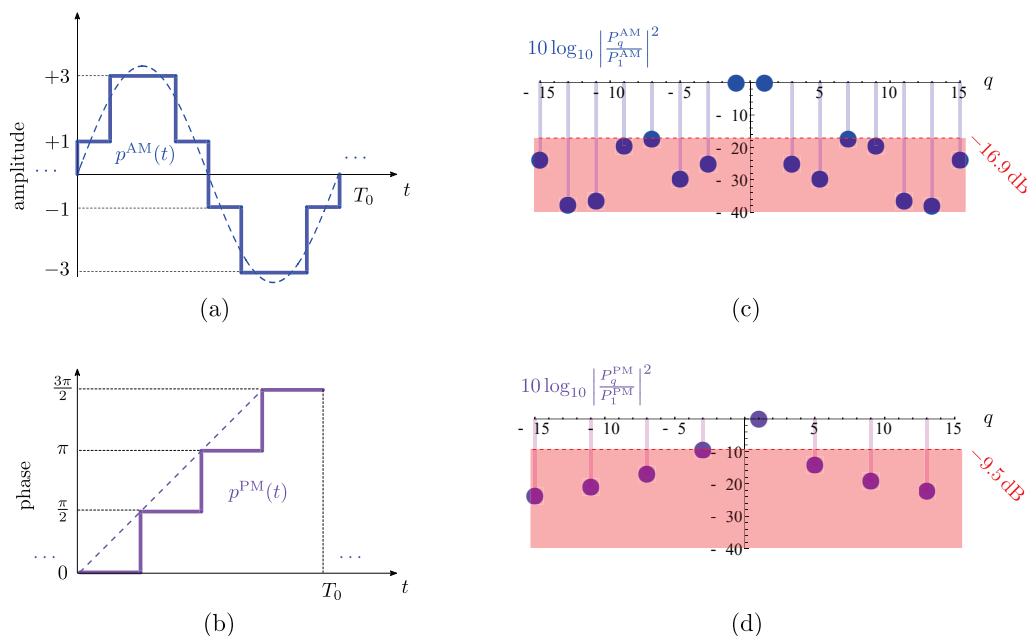 +3
+1
amplitude
p^AM(t)
···
···
T_0
t
−1
−3
(a)
10 log_10 |P_q^AM / P_1^AM|^2
- 15 -10 -5 5 10 15 q
- 10
- 20
- 30
- 40
−16.9 dB
(c)
3π/2
π
π/2
0
phase
p^PM(t)
···
···
T_0
t
(b)
10 log_10 |P_q^PM / P_1^PM|^2
- 15 -10 -5 5 10 15 q
- 10
- 20
- 30
- 40
−9.5 dB
(d)